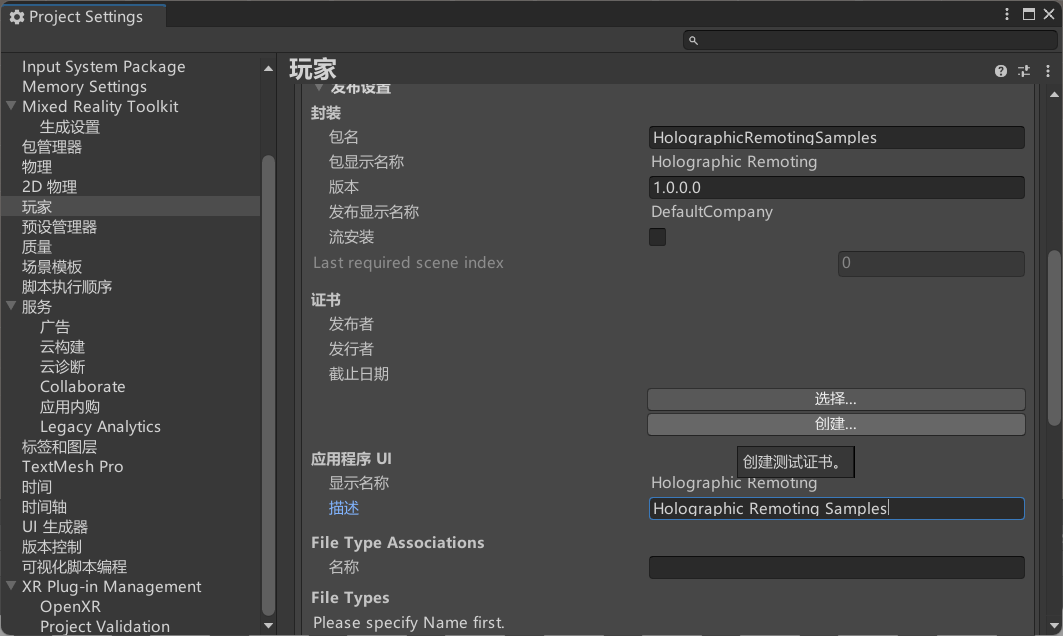 Project Settings
Input System Package
Memory Settings
Mixed Reality Toolkit
生成设置
包管理器
物理
2D 物理
玩家
预设管理器
质量
场景模板
脚本执行顺序
服务
广告
云构建
云诊断
Collaborate
应用内购
Legacy Analytics
标签和图层
TextMesh Pro
时间
时间轴
UI 生成器
版本控制
可视化脚本编程
XR Plug-in Management
OpenXR
Project Validation
玩家
发布设置
封装
包名 HolographicRemotingSamples
包显示名称 Holographic Remoting
版本 1.0.0.0
发布显示名称 DefaultCompany
流安装
Last required scene index 0
证书
发布者
发行者
截止日期
选择...
创建...
应用程序 UI
创建测试证书。
显示名称 Holographic Remoting
描述 Holographic Remoting Samples
File Type Associations
名称
File Types
Please specify Name first.